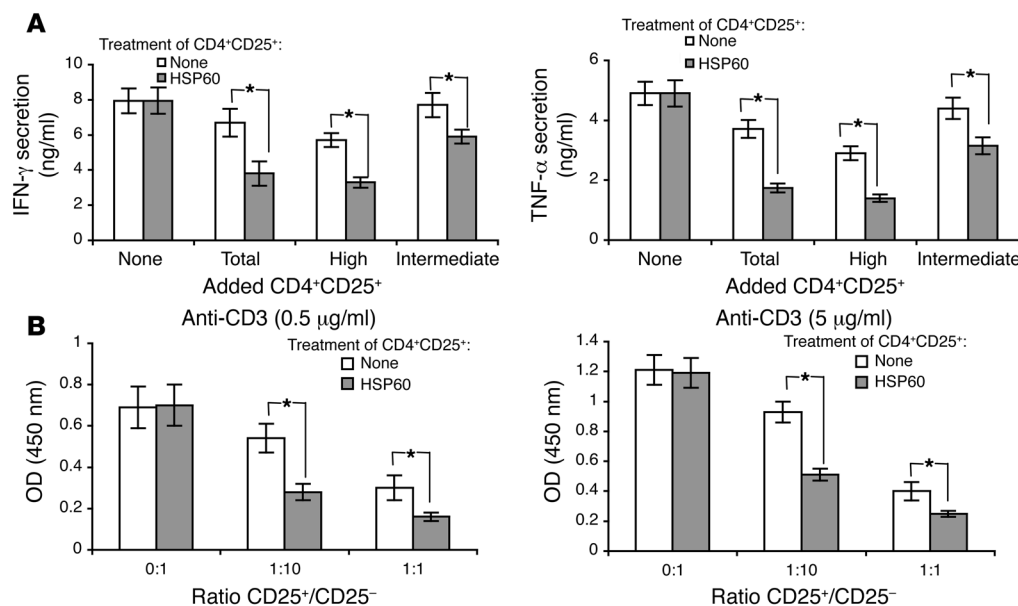 A
Treatment of CD4⁺CD25⁺:
None
HSP60
10
8
6
4
2
0
IFN-γ secretion
(ng/ml)
*
*
*
None
Total
High
Intermediate
Added CD4⁺CD25⁺
Treatment of CD4⁺CD25⁺:
None
HSP60
6
4
2
0
TNF-α secretion
(ng/ml)
*
*
*
None
Total
High
Intermediate
Added CD4⁺CD25⁺
B
Anti-CD3 (0.5 μg/ml)
Treatment of CD4⁺CD25⁺:
None
HSP60
1
0.8
0.6
0.4
0.2
0
OD (450 nm)
*
*
0:1
1:10
1:1
Ratio CD25⁺/CD25⁻
Anti-CD3 (5 μg/ml)
Treatment of CD4⁺CD25⁺:
None
HSP60
1.4
1.2
1
0.8
0.6
0.4
0.2
0
OD (450 nm)
*
*
0:1
1:10
1:1
Ratio CD25⁺/CD25⁻